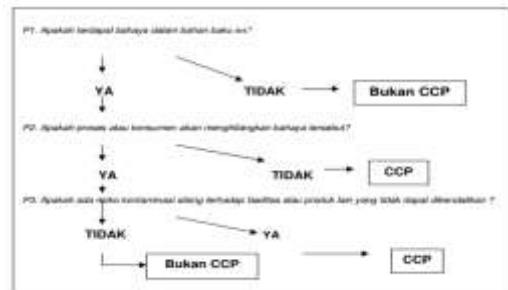 P1. Apakah terdapat bahaya dalam bahan baku ini?
YA TIDAK Bukan CCP
P2. Apakah proses atau konsumen akan menghilangkan bahaya tersebut?
YA TIDAK CCP
P3. Apakah ada risiko kontaminasi silang terhadap fasilitas atau produk lain yang tidak dapat dikendalikan ?
TIDAK YA
Bukan CCP CCP